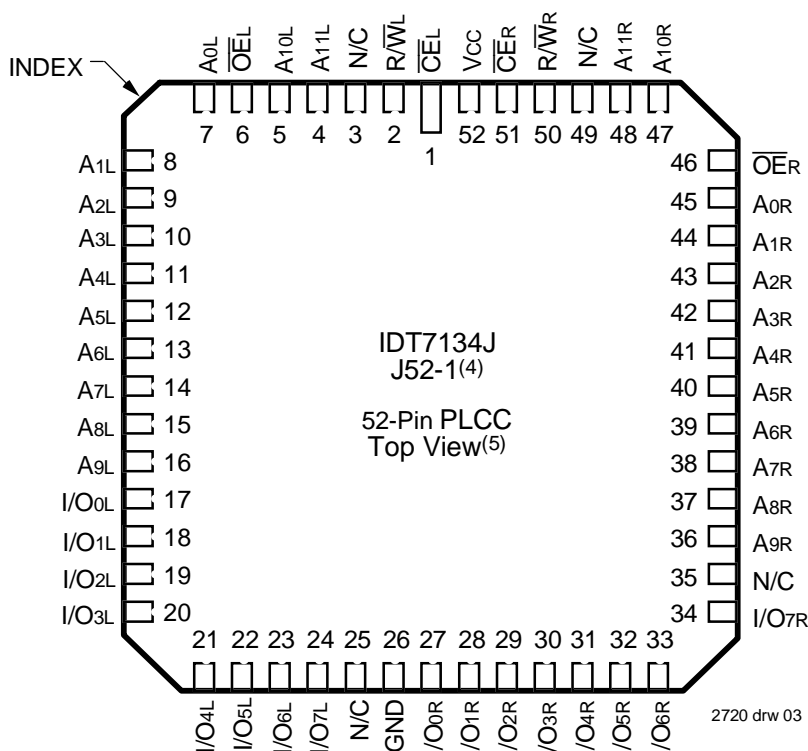 INDEX
A0L
OEL
A10L
A11L
N/C
R/WL
CEL
VCC
CER
R/WR
N/C
A11R
A10R
7 6 5 4 3 2 1 52 51 50 49 48 47
A1L 8
A2L 9
A3L 10
A4L 11
A5L 12
A6L 13
A7L 14
A8L 15
A9L 16
I/O0L 17
I/O1L 18
I/O2L 19
I/O3L 20
IDT7134J
J52-1(4)
52-Pin PLCC
Top View(5)
46 OER
45 A0R
44 A1R
43 A2R
42 A3R
41 A4R
40 A5R
39 A6R
38 A7R
37 A8R
36 A9R
35 N/C
34 I/O7R
21 22 23 24 25 26 27 28 29 30 31 32 33
I/O4L
I/O5L
I/O6L
I/O7L
N/C
GND
/O0R
/O1R
/O2R
/O3R
/O4R
/O5R
/O6R
2720 drw 03